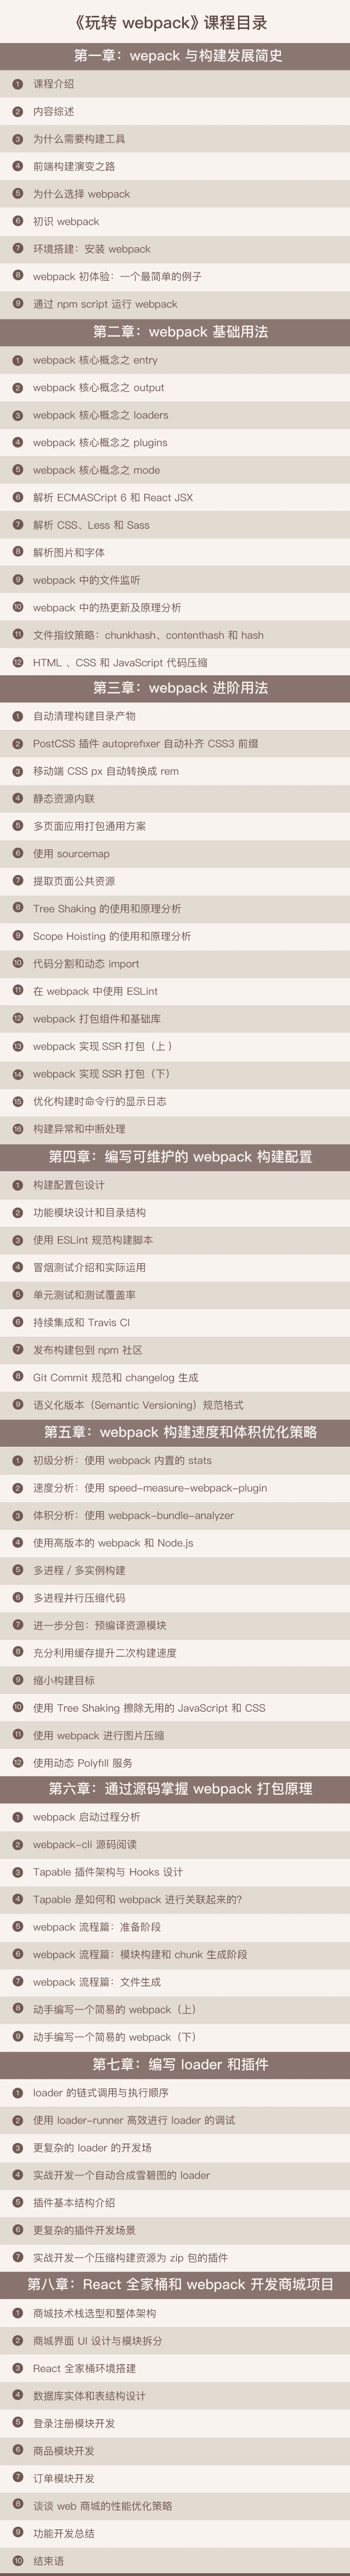 《玩转 webpack》课程目录
第一章：wepack 与构建发展简史
1 课程介绍
2 内容综述
3 为什么需要构建工具
4 前端构建演变之路
5 为什么选择 webpack
6 初识 webpack
7 环境搭建：安装 webpack
8 webpack 初体验：一个最简单的例子
9 通过 npm script 运行 webpack
第二章：webpack 基础用法
1 webpack 核心概念之 entry
2 webpack 核心概念之 output
3 webpack 核心概念之 loaders
4 webpack 核心概念之 plugins
5 webpack 核心概念之 mode
6 解析 ECMASCript 6 和 React JSX
7 解析 CSS、Less 和 Sass
8 解析图片和字体
9 webpack 中的文件监听
10 webpack 中的热更新及原理分析
11 文件指纹策略：chunkhash、contenthash 和 hash
12 HTML 、CSS 和 JavaScript 代码压缩
第三章：webpack 进阶用法
1 自动清理构建目录产物
2 PostCSS 插件 autoprefixer 自动补齐 CSS3 前缀
3 移动端 CSS px 自动转换成 rem
4 静态资源内联
5 多页面应用打包通用方案
6 使用 sourcemap
7 提取页面公共资源
8 Tree Shaking 的使用和原理分析
9 Scope Hoisting 的使用和原理分析
10 代码分割和动态 import
11 在 webpack 中使用 ESLint
12 webpack 打包组件和基础库
13 webpack 实现 SSR 打包（上 ）
14 webpack 实现 SSR 打包（下）
15 优化构建时命令行的显示日志
16 构建异常和中断处理
第四章：编写可维护的 webpack 构建配置
1 构建配置包设计
2 功能模块设计和目录结构
3 使用 ESLint 规范构建脚本
4 冒烟测试介绍和实际运用
5 单元测试和测试覆盖率
6 持续集成和 Travis CI
7 发布构建包到 npm 社区
8 Git Commit 规范和 changelog 生成
9 语义化版本（Semantic Versioning）规范格式
第五章：webpack 构建速度和体积优化策略
1 初级分析：使用 webpack 内置的 stats
2 速度分析：使用 speed-measure-webpack-plugin
3 体积分析：使用 webpack-bundle-analyzer
4 使用高版本的 webpack 和 Node.js
5 多进程 / 多实例构建
6 多进程并行压缩代码
7 进一步分包：预编译资源模块
8 充分利用缓存提升二次构建速度
9 缩小构建目标
10 使用 Tree Shaking 擦除无用的 JavaScript 和 CSS
11 使用 webpack 进行图片压缩
12 使用动态 Polyfill 服务
第六章：通过源码掌握 webpack 打包原理
1 webpack 启动过程分析
2 webpack-cli 源码阅读
3 Tapable 插件架构与 Hooks 设计
4 Tapable 是如何和 webpack 进行关联起来的?
5 webpack 流程篇：准备阶段
6 webpack 流程篇：模块构建和 chunk 生成阶段
7 webpack 流程篇：文件生成
8 动手编写一个简易的 webpack（上）
9 动手编写一个简易的 webpack（下）
第七章：编写 loader 和插件
1 loader 的链式调用与执行顺序
2 使用 loader-runner 高效进行 loader 的调试
3 更复杂的 loader 的开发场
4 实战开发一个自动合成雪碧图的 loader
5 插件基本结构介绍
6 更复杂的插件开发场景
7 实战开发一个压缩构建资源为 zip 包的插件
第八章：React 全家桶和 webpack 开发商城项目
1 商城技术栈选型和整体架构
2 商城界面 UI 设计与模块拆分
3 React 全家桶环境搭建
4 数据库实体和表结构设计
5 登录注册模块开发
6 商品模块开发
7 订单模块开发
8 谈谈 web 商城的性能优化策略
9 功能开发总结
10 结束语